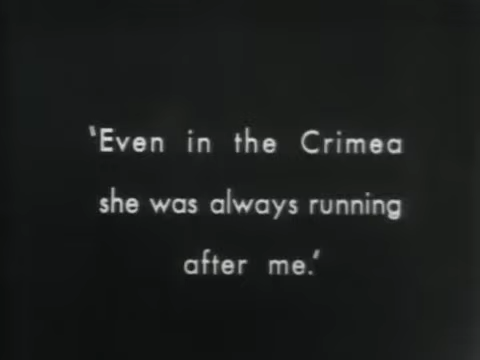 ‛Even in the Crimea
she was always running
after me.’